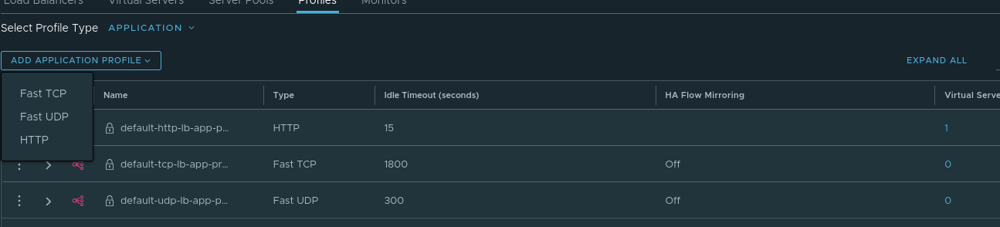 Load Balancers Virtual Servers Server Pools Profiles Monitors
Select Profile Type APPLICATION
ADD APPLICATION PROFILE EXPAND ALL
Fast TCP
Fast UDP
HTTP
Name Type Idle Timeout (seconds) HA Flow Mirroring Virtual Serve
default-http-lb-app-p... HTTP 15 1
default-tcp-lb-app-pr... Fast TCP 1800 Off 0
default-udp-lb-app-p... Fast UDP 300 Off 0